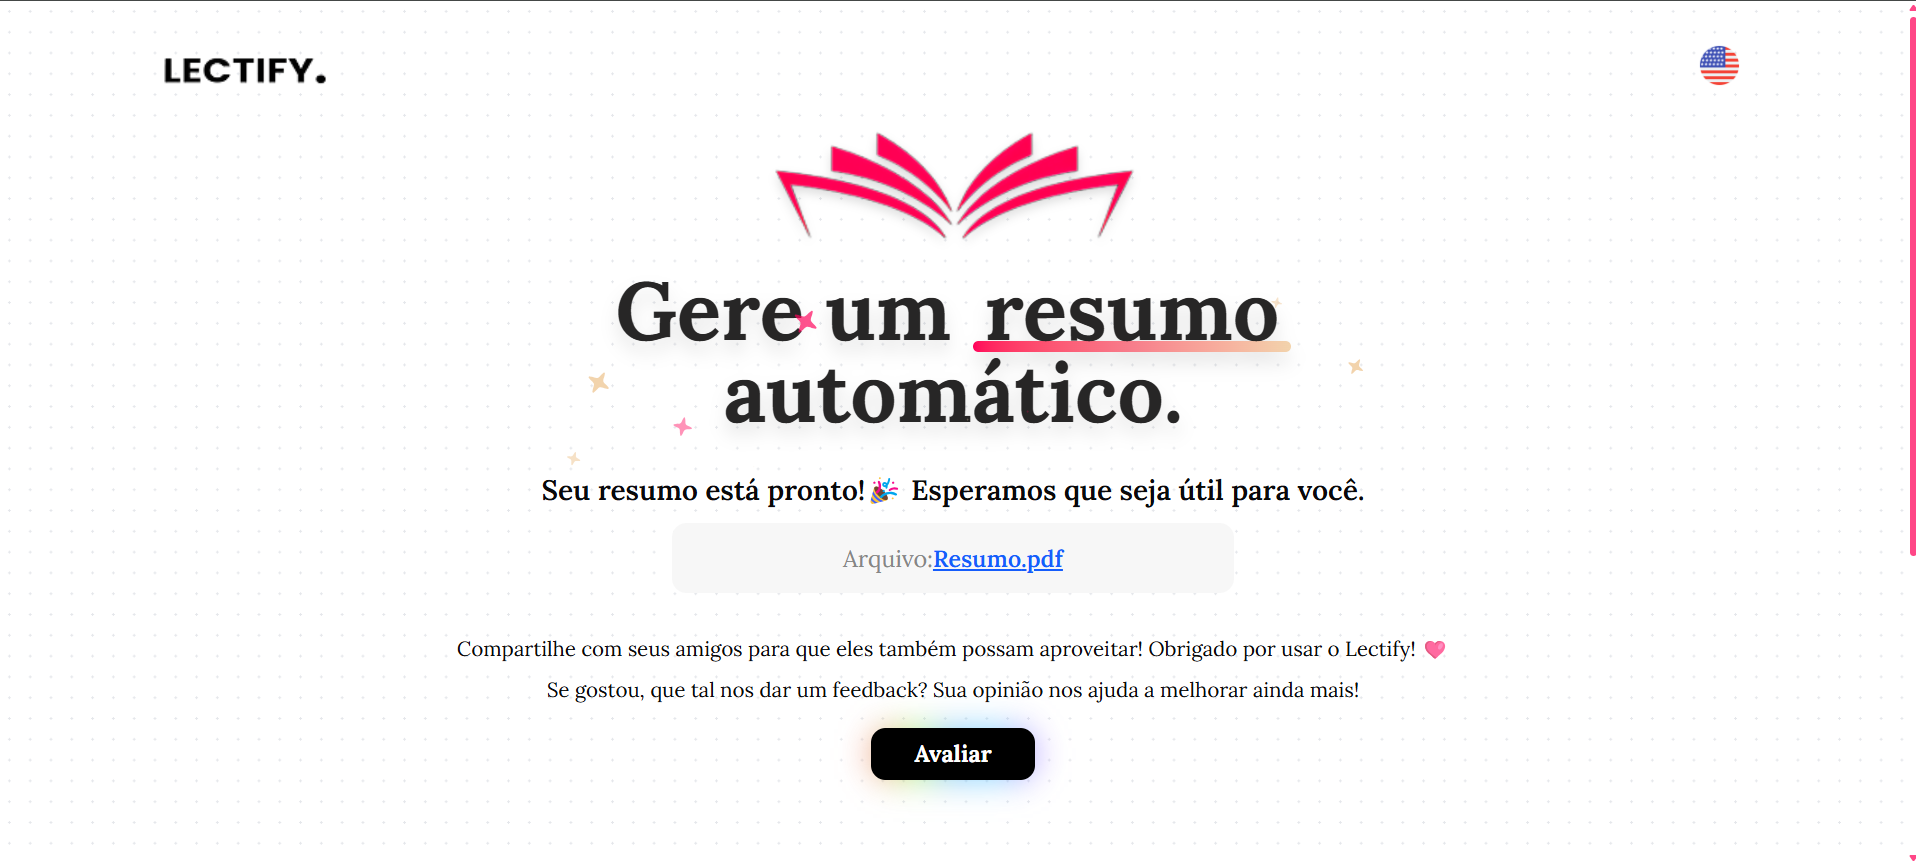 LECTIFY.
Gere um resumo
automático.
Seu resumo está pronto!🎉 Esperamos que seja útil para você.
Arquivo:Resumo.pdf
Compartilhe com seus amigos para que eles também possam aproveitar! Obrigado por usar o Lectify! 💗
Se gostou, que tal nos dar um feedback? Sua opinião nos ajuda a melhorar ainda mais!
Avaliar